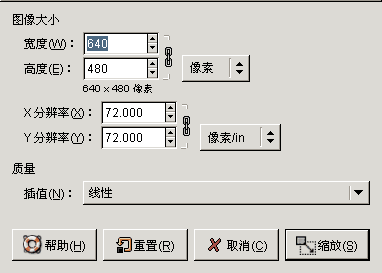 图像大小
宽度(W): 640
高度(E): 480 像素
640 x 480 像素
X 分辨率(X): 72.000
Y 分辨率(Y): 72.000 像素/in
质量
插值(N): 线性
帮助(H) 重置(R) 取消(C) 缩放(S)